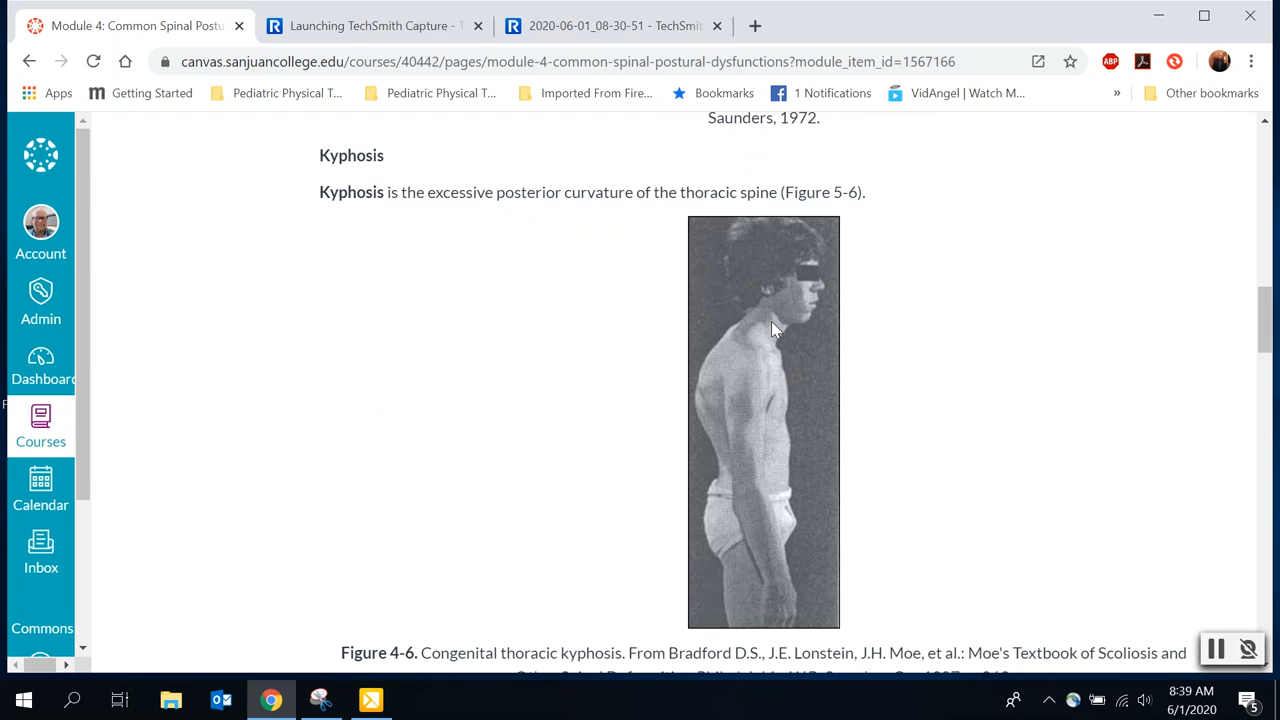 Module 4: Common Spinal Postu
Launching TechSmith Capture - T
2020-06-01_08-30-51 - TechSmit
canvas.sanjuancollege.edu/courses/40442/pages/module-4-common-spinal-postural-dysfunctions?module_item_id=1567166
ABP
Apps
Getting Started
Pediatric Physical T...
Pediatric Physical T...
Imported From Fire...
Bookmarks
1 Notifications
VidAngel | Watch M...
»
Other bookmarks
Saunders, 1972.
Kyphosis
Kyphosis is the excessive posterior curvature of the thoracic spine (Figure 5-6).
Account
Admin
Dashboard
Courses
Calendar
Inbox
Commons
Figure 4-6. Congenital thoracic kyphosis. From Bradford D.S., J.E. Lonstein, J.H. Moe, et al.: Moe's Textbook of Scoliosis and
8:39 AM
6/1/2020
5